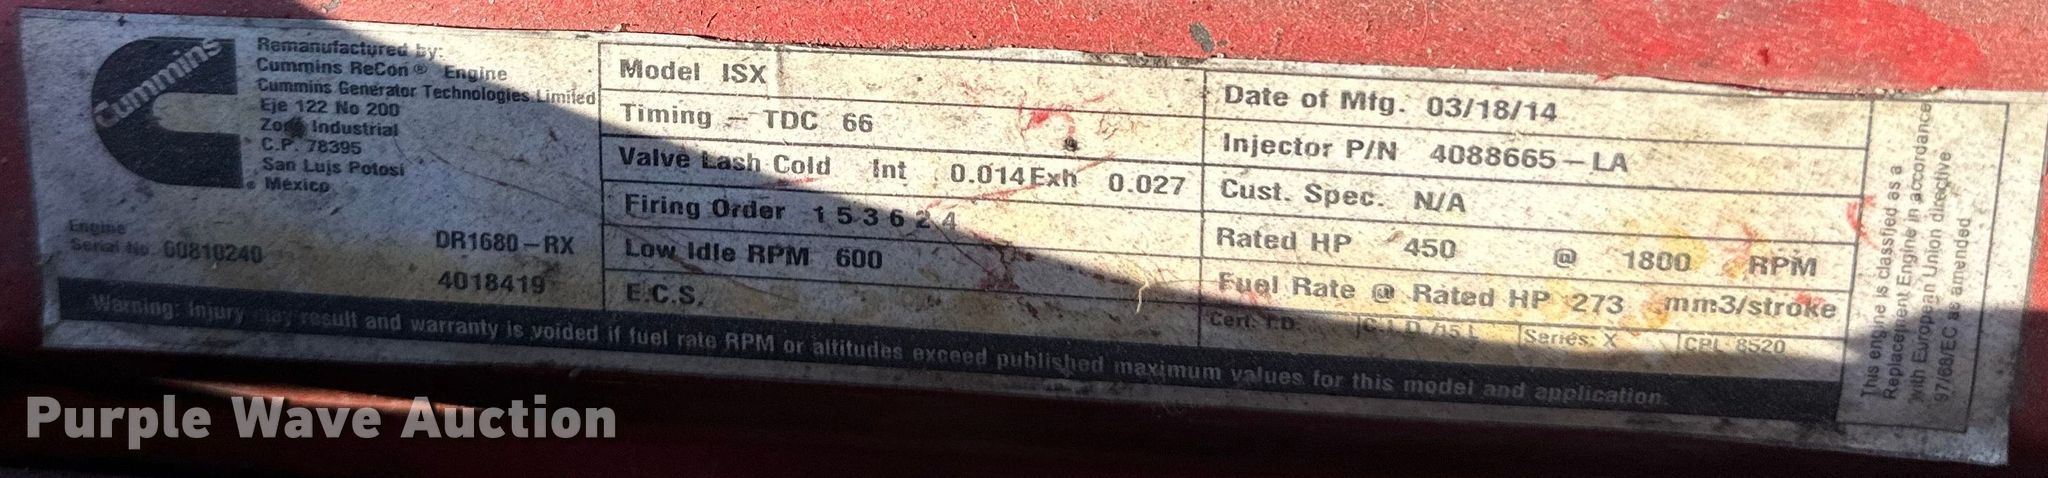 Cummins
Remanufactured by:
Cummins ReCon® Engine
Cummins Generator Technologies Limited
Eje 122 No 200
Zona Industrial
C.P. 78395
San Luis Potosi
Mexico
Engine
Serial No 60810240
DR1680-RX
4018419
Model ISX
Timing - TDC 66
Valve Lash Cold Int 0.014 Exh 0.027
Firing Order 1 5 3 6 2 4
Low Idle RPM 600
E.C.S.
Date of Mfg. 03/18/14
Injector P/N 4088665-LA
Cust. Spec. N/A
Rated HP 450 @ 1800 RPM
Fuel Rate @ Rated HP 273 mm3/stroke
Cert. I.D. C.I.D./15 L Series: X CPL 8520
This engine is classfied as a
Replacement Engine in accordance
with European Union directive
97/68/EC as amended
Warning: Injury may result and warranty is voided if fuel rate RPM or altitudes exceed published maximum values for this model and application.
Purple Wave Auction